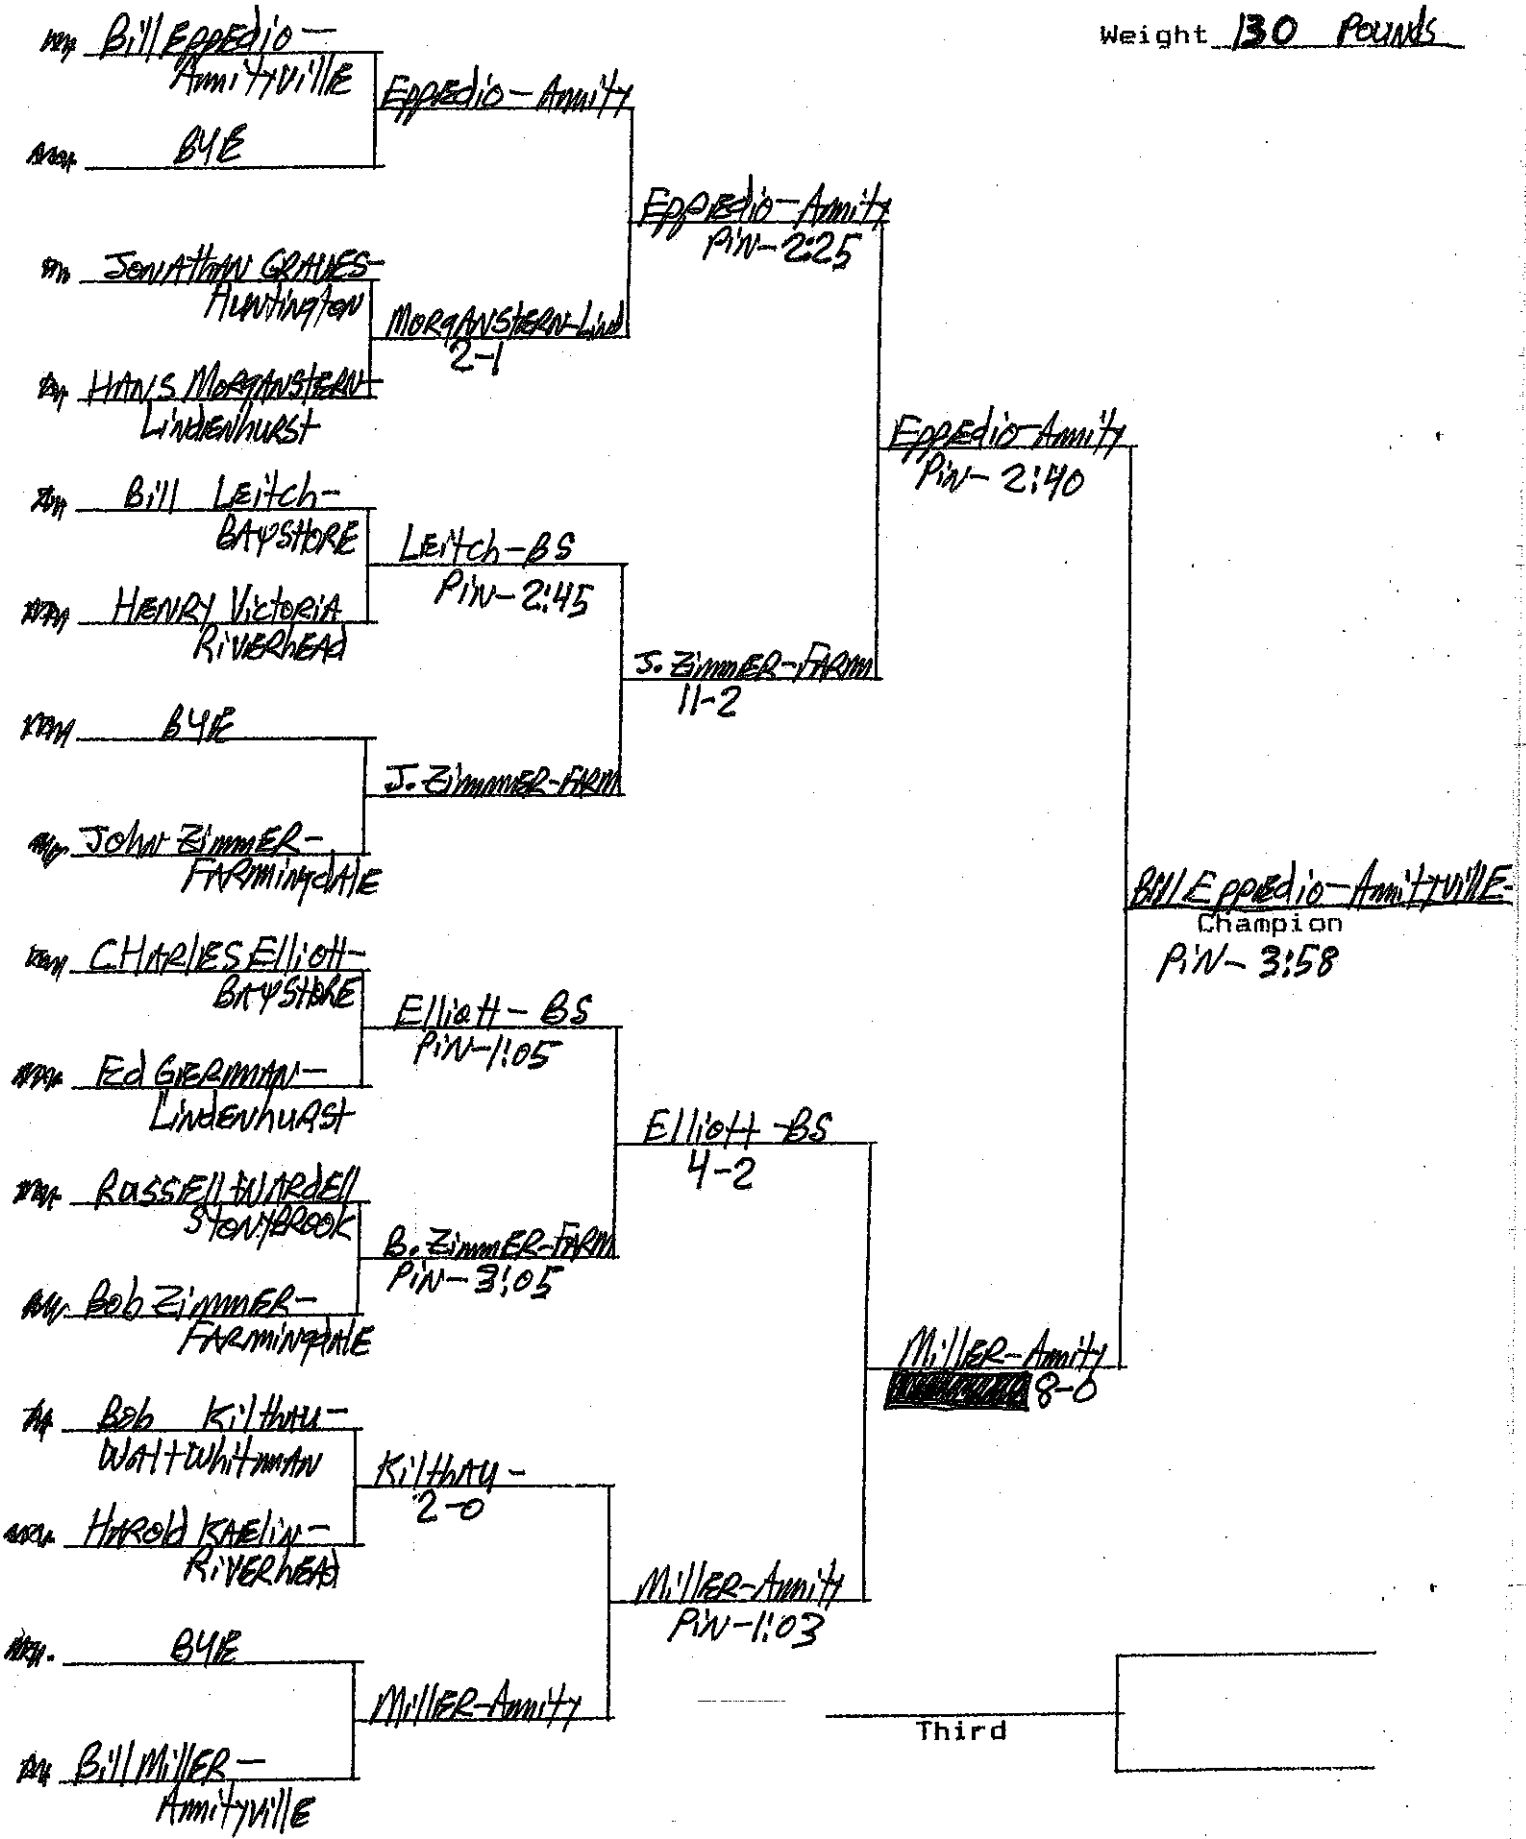 Weight 130 POUNDS
Bill Eppedio -
Amityville
BYE
JONATHAN GRAVES-
HUNTINGTON
HANS MORGANSTERN-
LINDENHURST
Bill LEITCH-
BAYSHORE
HENRY VICTORIA
RIVERHEAD
BYE
John ZIMMER-
FARMINGDALE
CHARLES Elliott-
BAYSHORE
Ed GERMAN-
LINDENHURST
RUSSELL WARDELL
STONYBROOK
Bob ZIMMER-
FARMINGDALE
Bob KILTHAU-
WALT WHITMAN
HAROLD KAELIN-
RIVERHEAD
BYE
Bill MILLER-
Amityville
Eppedio - Amity
MORGANSTERN-Lind
2-1
LEITCH-BS
PIN-2:45
J. ZIMMER-FARM
Elliott - BS
PIN-1:05
B. ZIMMER-FARM
PIN-3:05
KILTHAU-
2-0
MILLER-Amity
Eppedio-Amity
PIN-2:25
J. ZIMMER-FARM
11-2
Elliott-BS
4-2
MILLER-Amity
PIN-1:03
Eppedio-Amity
PIN-2:40
MILLER-Amity
8-0
Bill Eppedio-Amityville-
Champion
PIN-3:58
Third